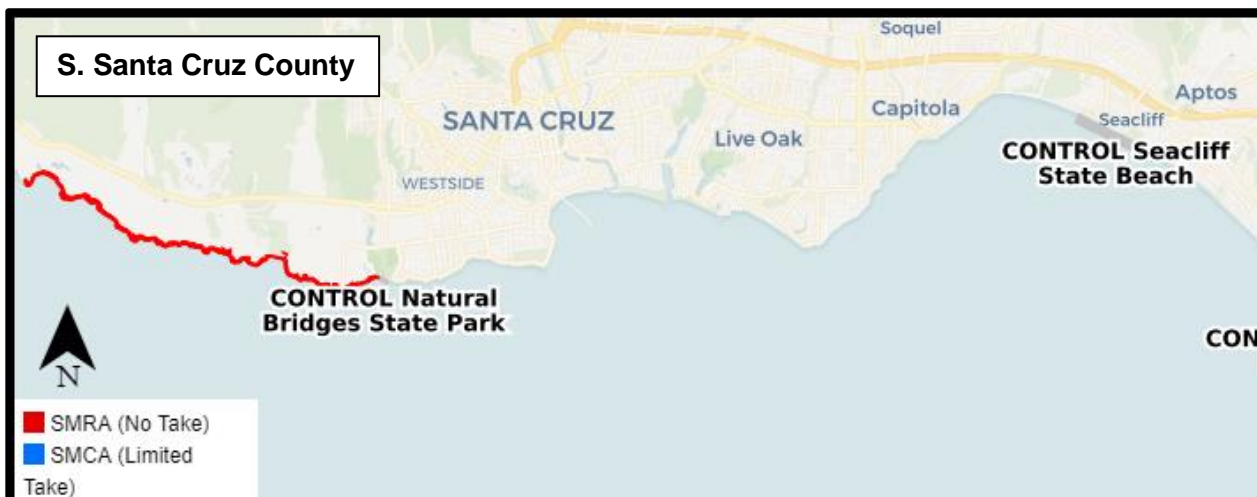 S. Santa Cruz County
Soquel
SANTA CRUZ
Live Oak
Capitola
Aptos
Seacliff
CONTROL Seacliff
State Beach
WESTSIDE
CONTROL Natural
Bridges State Park
CON
N
SMRA (No Take)
SMCA (Limited
Take)